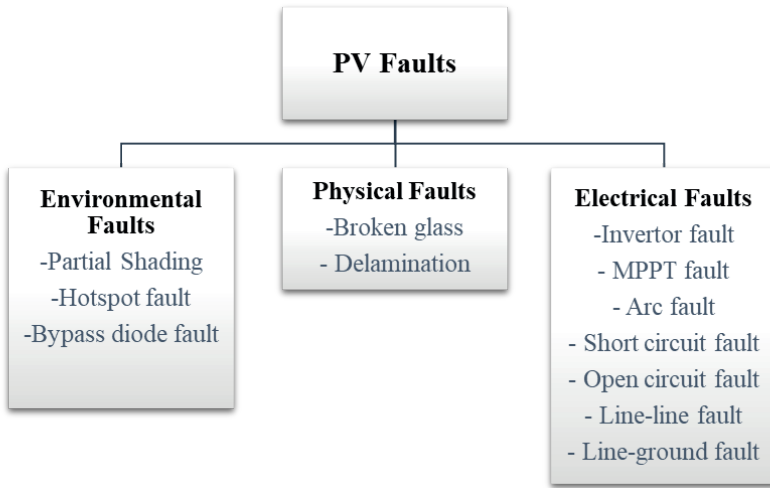 PV Faults
Environmental
Faults
-Partial Shading
-Hotspot fault
-Bypass diode fault
Physical Faults
-Broken glass
- Delamination
Electrical Faults
-Invertor fault
- MPPT fault
- Arc fault
- Short circuit fault
- Open circuit fault
- Line-line fault
- Line-ground fault